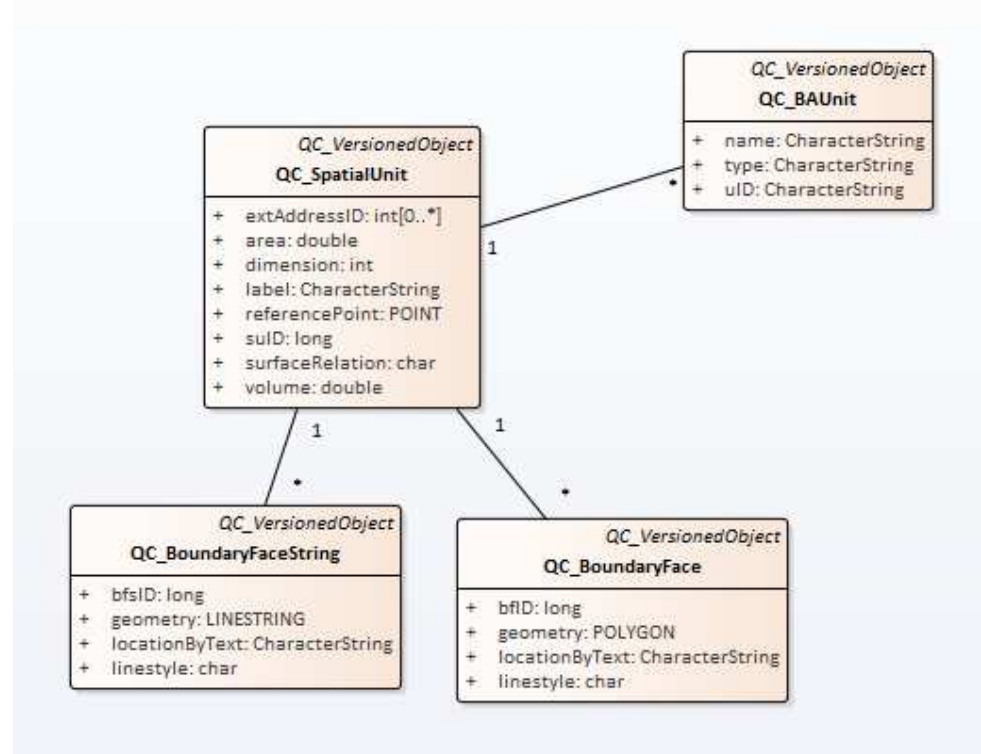 QC_VersionedObject
QC_BAUnit
+ name: CharacterString
+ type: CharacterString
+ uID: CharacterString
QC_VersionedObject
QC_SpatialUnit
+ extAddressID: int[0..*]
+ area: double
+ dimension: int
+ label: CharacterString
+ referencePoint: POINT
+ suID: long
+ surfaceRelation: char
+ volume: double
*
1
1
*
1
*
QC_VersionedObject
QC_BoundaryFaceString
+ bfsID: long
+ geometry: LINESTRING
+ locationByText: CharacterString
+ linestyle: char
QC_VersionedObject
QC_BoundaryFace
+ bfID: long
+ geometry: POLYGON
+ locationByText: CharacterString
+ linestyle: char